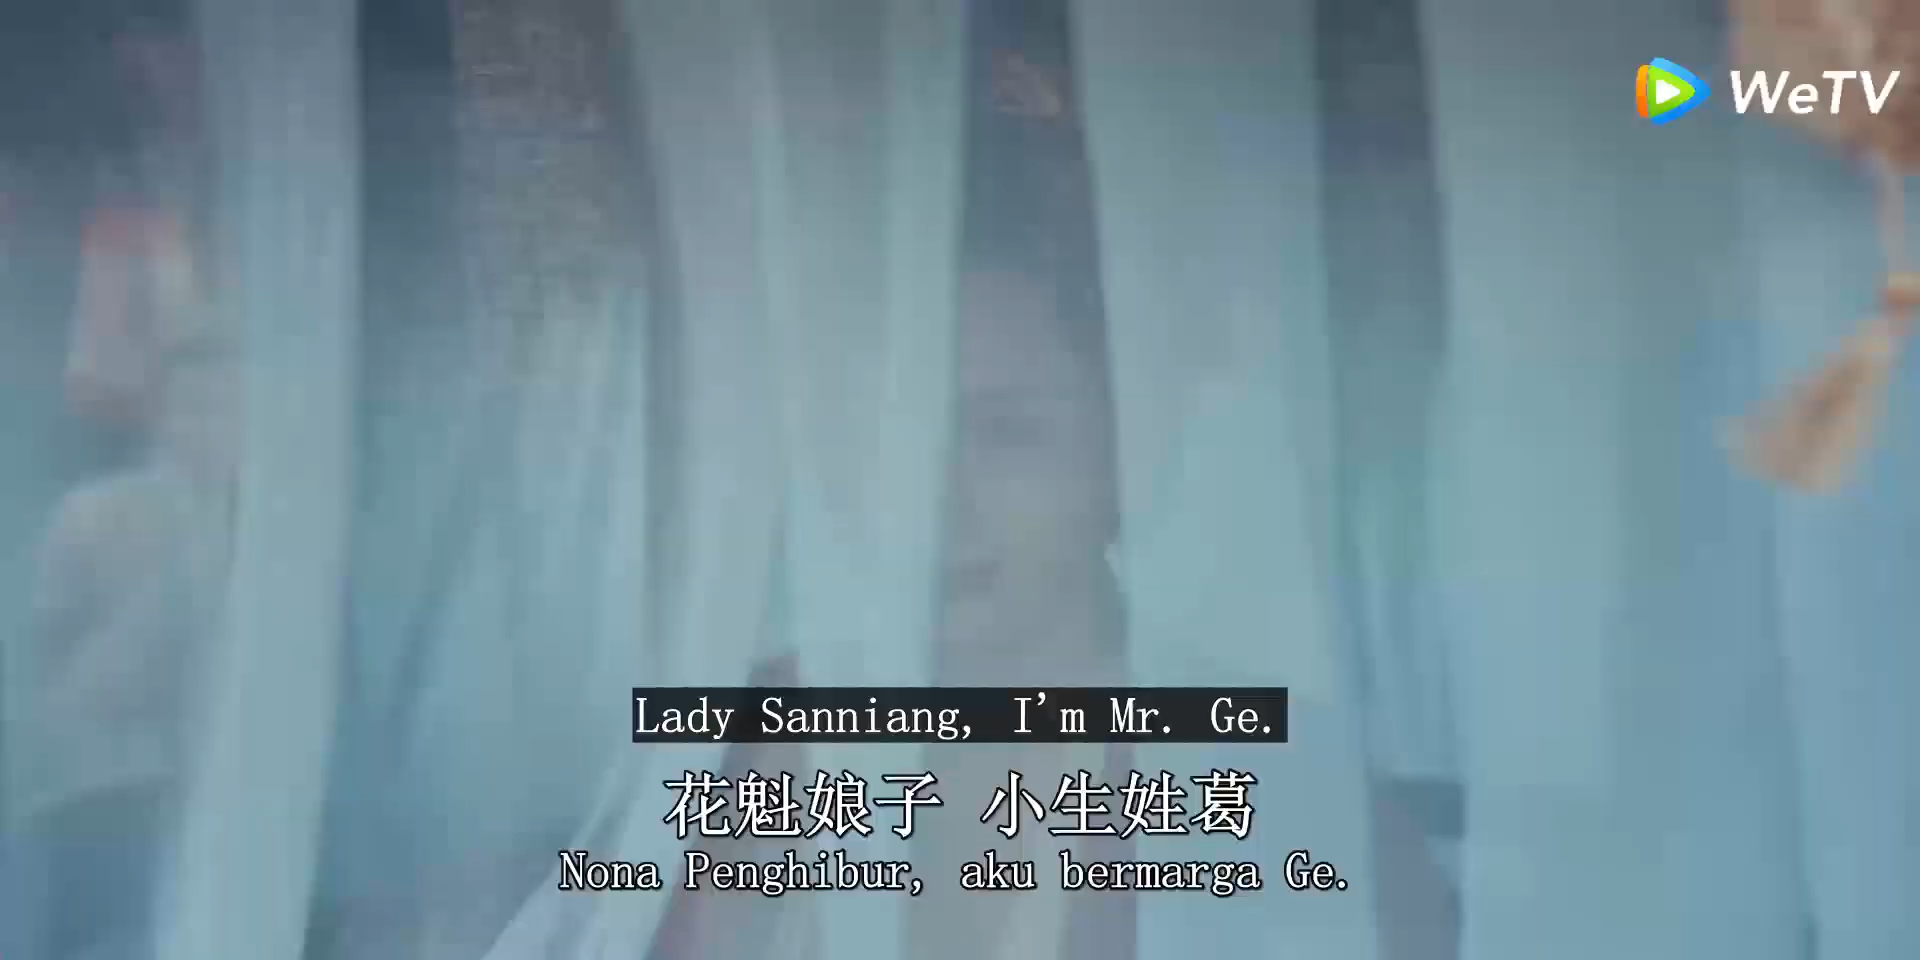 WeTV
Lady Sanniang, I'm Mr. Ge.
花魁娘子 小生姓葛
Nona Penghibur, aku bermarga Ge.